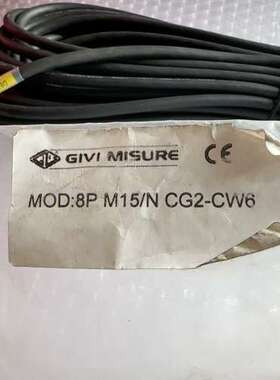 GIVI MISURE CE
MOD:8P M15/N CG2-CW6